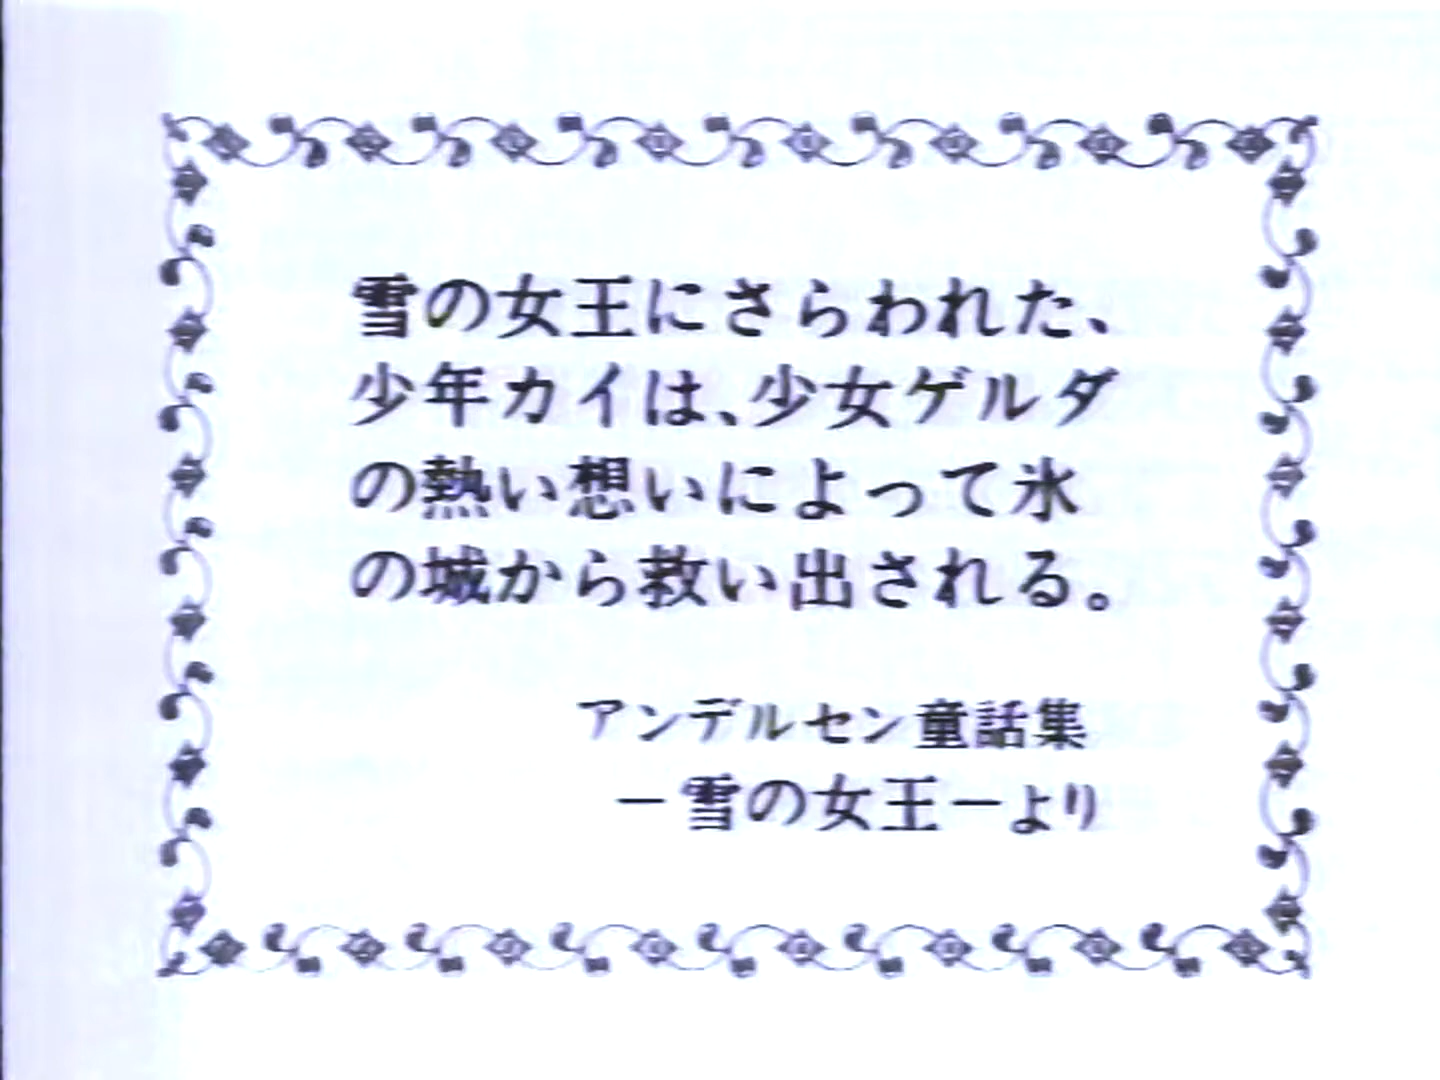 雪の女王にさらわれた、
少年カイは、少女ゲルダ
の熱い想いによって氷
の城から救い出される。
アンデルセン童話集
－雪の女王－より